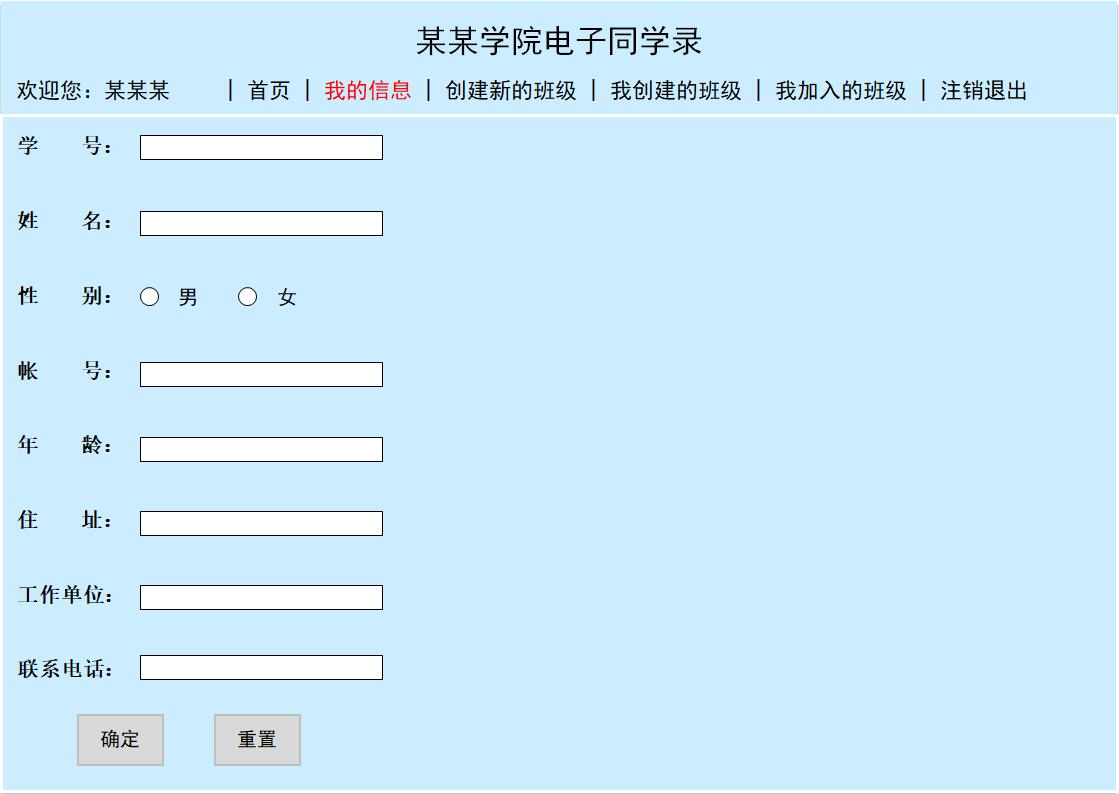 某某学院电子同学录
欢迎您：某某某 | 首页 | 我的信息 | 创建新的班级 | 我创建的班级 | 我加入的班级 | 注销退出
学 号：
姓 名：
性 别： 男 女
帐 号：
年 龄：
住 址：
工作单位：
联系电话：
确定 重置